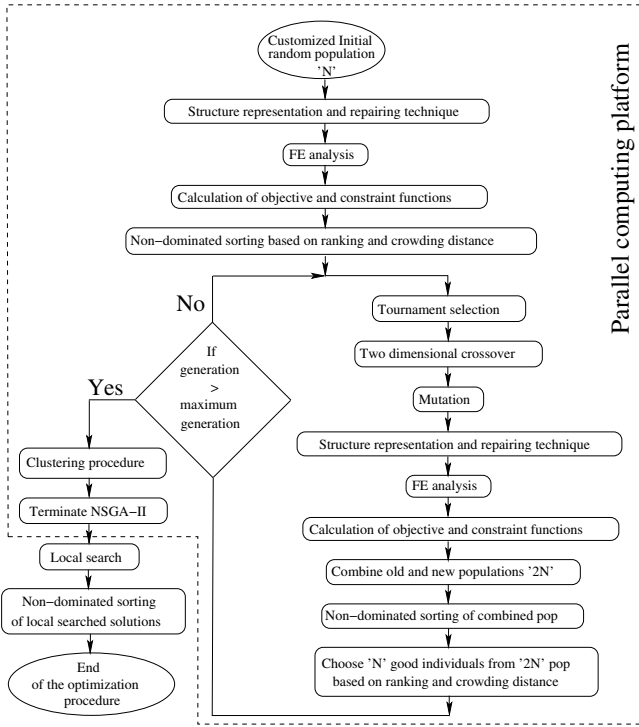 Customized Initial
random population
'N'
Structure representation and repairing technique
FE analysis
Calculation of objective and constraint functions
Non−dominated sorting based on ranking and crowding distance
Parallel computing platform
No
If
generation
>
maximum
generation
Yes
Clustering procedure
Terminate NSGA−II
Local search
Non−dominated sorting
of local searched solutions
End
of the optimization
procedure
Tournament selection
Two dimensional crossover
Mutation
Structure representation and repairing technique
FE analysis
Calculation of objective and constraint functions
Combine old and new populations '2N'
Non−dominated sorting of combined pop
Choose 'N' good individuals from '2N' pop
based on ranking and crowding distance